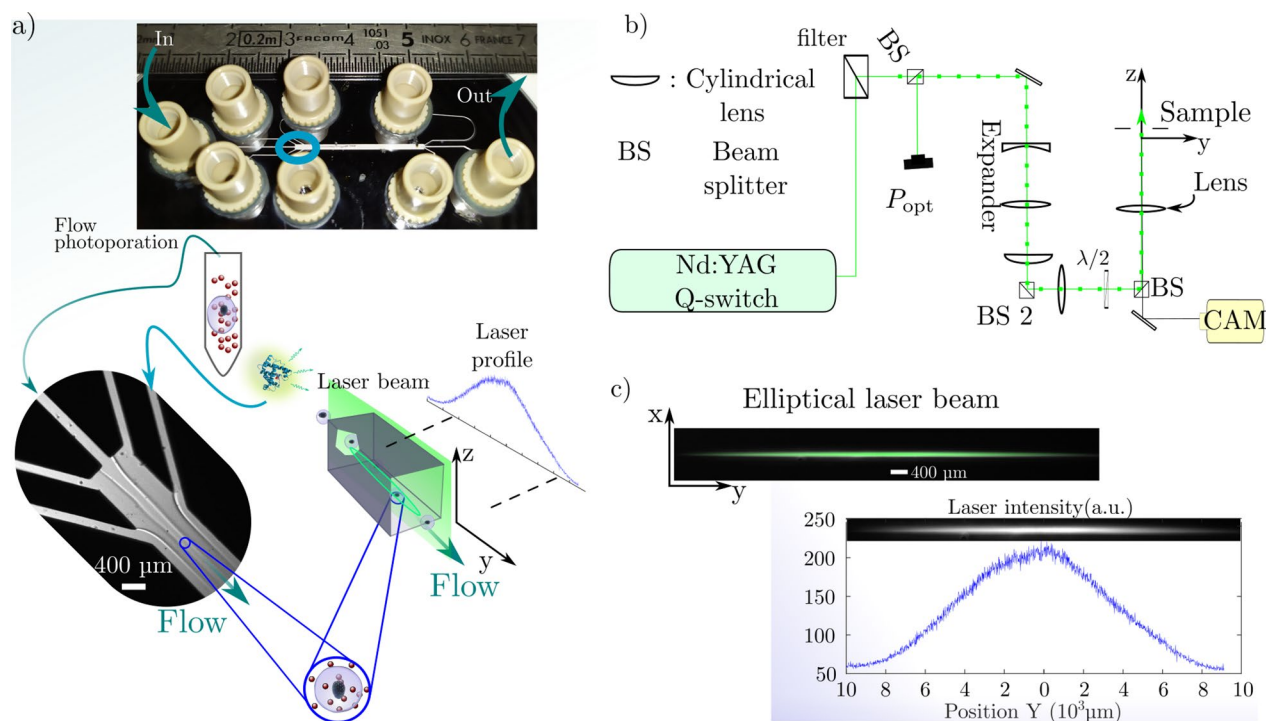 a)
In
2 0.2m 3 FACOM 4 1051 5 INOX 6 FRANCE 7
.03
Out
Flow
photoporation
Laser
profile
Laser beam
z
y
Flow
400 µm
Flow
b)
filter
BS
: Cylindrical
lens
BS Beam
splitter
P opt
Nd:YAG
Q-switch
Expander
BS 2
λ/2
z
Sample
y
Lens
BS
CAM
c)
Elliptical laser beam
x
400 µm
y
Laser intensity(a.u.)
250
200
150
100
50
10 8 6 4 2 0 2 4 6 8 10
Position Y (10³µm)